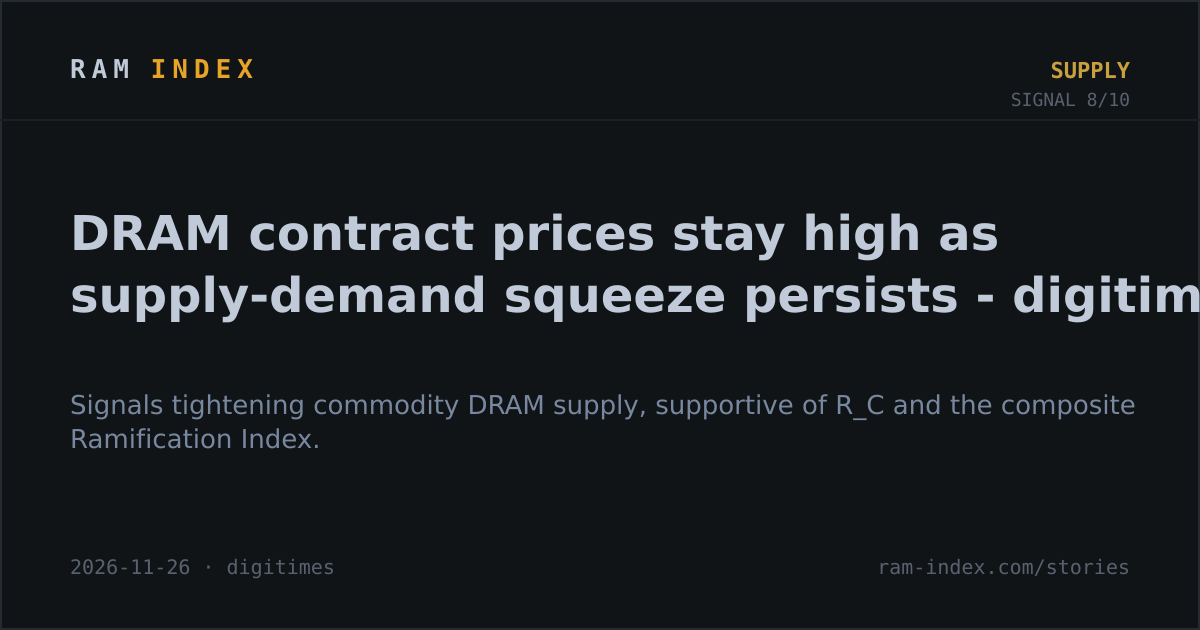 RAM INDEX
SUPPLY
SIGNAL 8/10
DRAM contract prices stay high as
supply-demand squeeze persists - digitim
Signals tightening commodity DRAM supply, supportive of R_C and the composite
Ramification Index.
2026-11-26 · digitimes
ram-index.com/stories